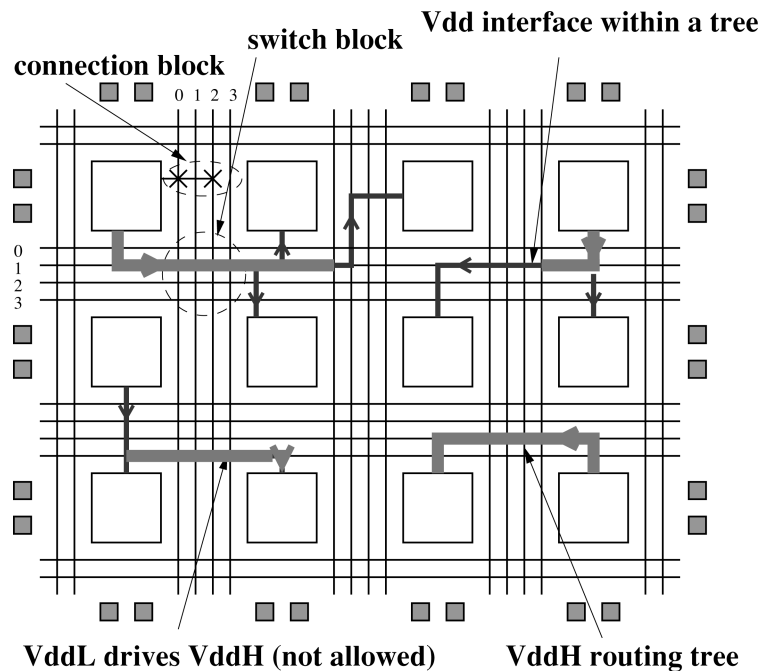 Vdd interface within a tree
switch block
connection block
0 1 2 3
0
1
2
3
VddL drives VddH (not allowed)
VddH routing tree